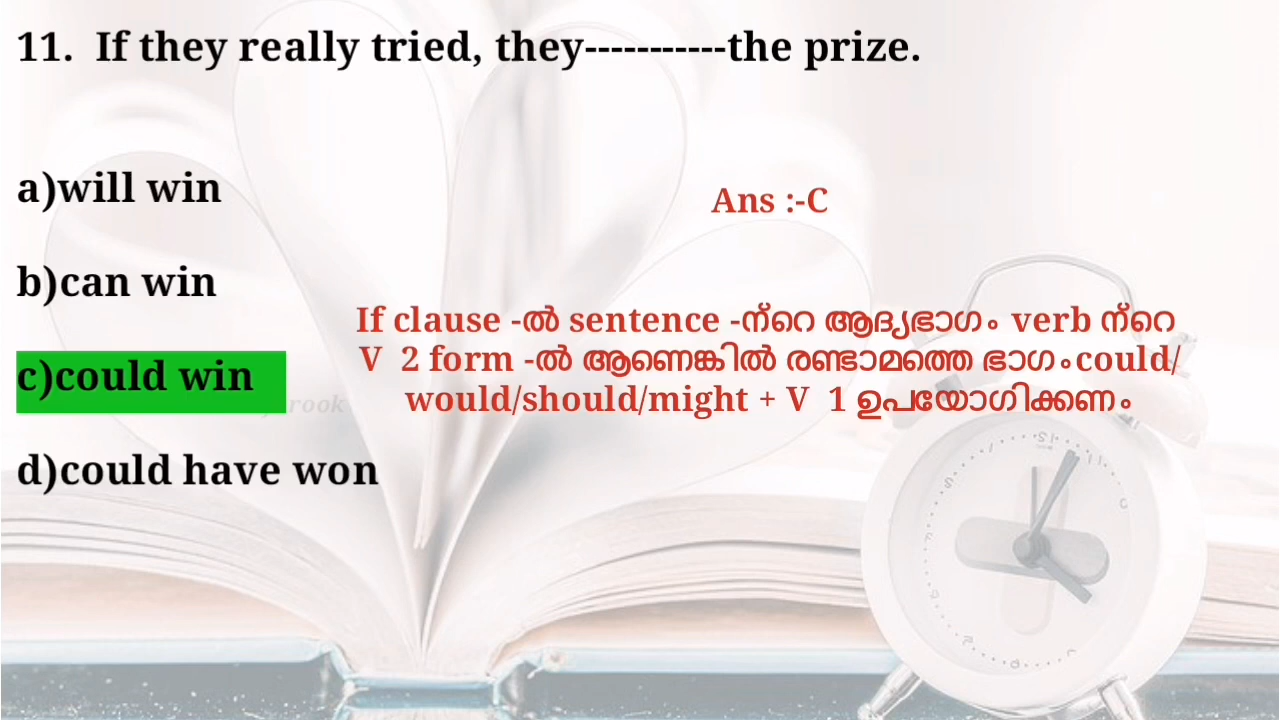 11. If they really tried, they-----------the prize.
a)will win
Ans :-C
b)can win
If clause -ൽ sentence -ന്റെ ആദ്യഭാഗം verb ന്റെ
V 2 form -ൽ ആണെങ്കിൽ രണ്ടാമത്തെ ഭാഗംcould/
c)could win
would/should/might + V 1 ഉപയോഗിക്കണം
d)could have won